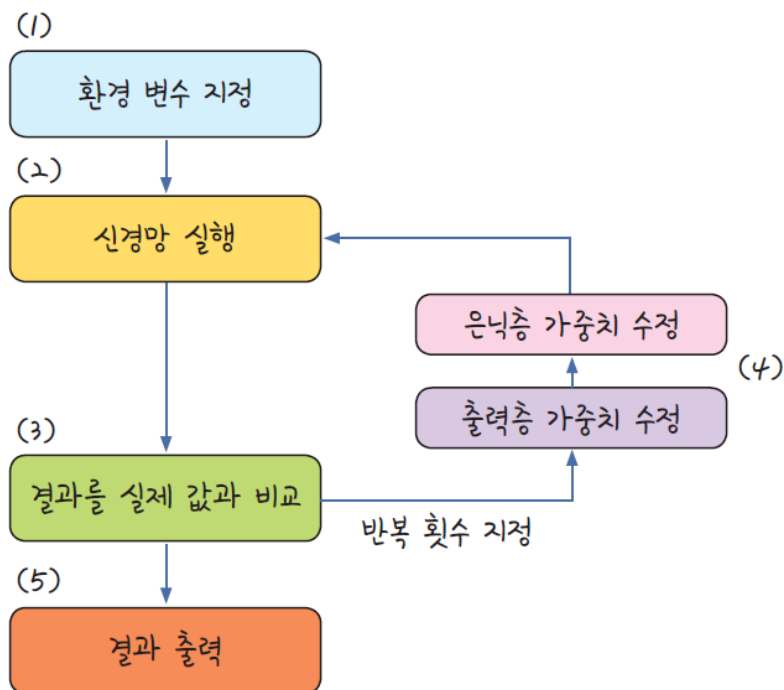 (1)
환경 변수 지정
(2)
신경망 실행
은닉층 가중치 수정
(4)
출력층 가중치 수정
(3)
결과를 실제 값과 비교
반복 횟수 지정
(5)
결과 출력